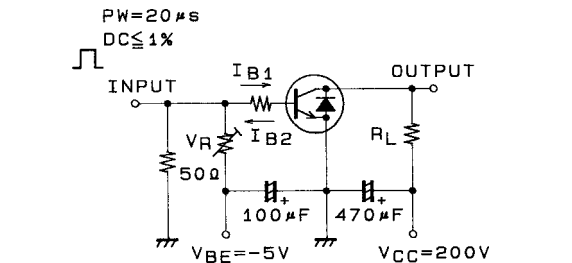 PW=20μs
DC≦1%
INPUT
IB1
OUTPUT
IB2
VR
RL
50Ω
+
100μF
+
470μF
VBE=-5V
VCC=200V